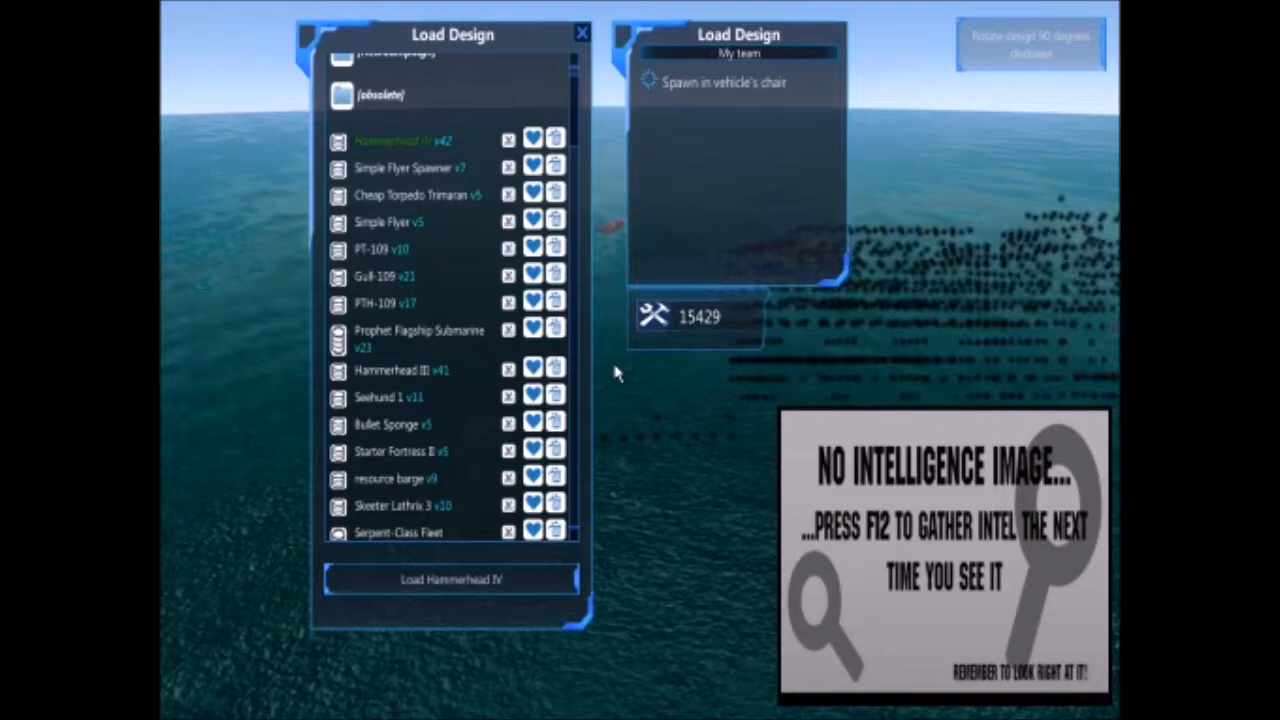 Load Design
[obsolete]
Hammerhead IV v42
Simple Flyer Spawner v7
Cheap Torpedo Trimaran v5
Simple Flyer v5
PT-109 v10
Gull-109 v21
PTH-109 v17
Prophet Flagship Submarine
v23
Hammerhead III v41
Seehund 1 v11
Bullet Sponge v5
Starter Fortress II v5
resource barge v9
Skeeter Lathrix 3 v10
Serpent-Class Fleet
Load Hammerhead IV
Load Design
My team
Spawn in vehicle's chair
15429
Rotate design 90 degrees
clockwise
NO INTELLIGENCE IMAGE...
...PRESS F12 TO GATHER INTEL THE NEXT
TIME YOU SEE IT
REMEMBER TO LOOK RIGHT AT IT!